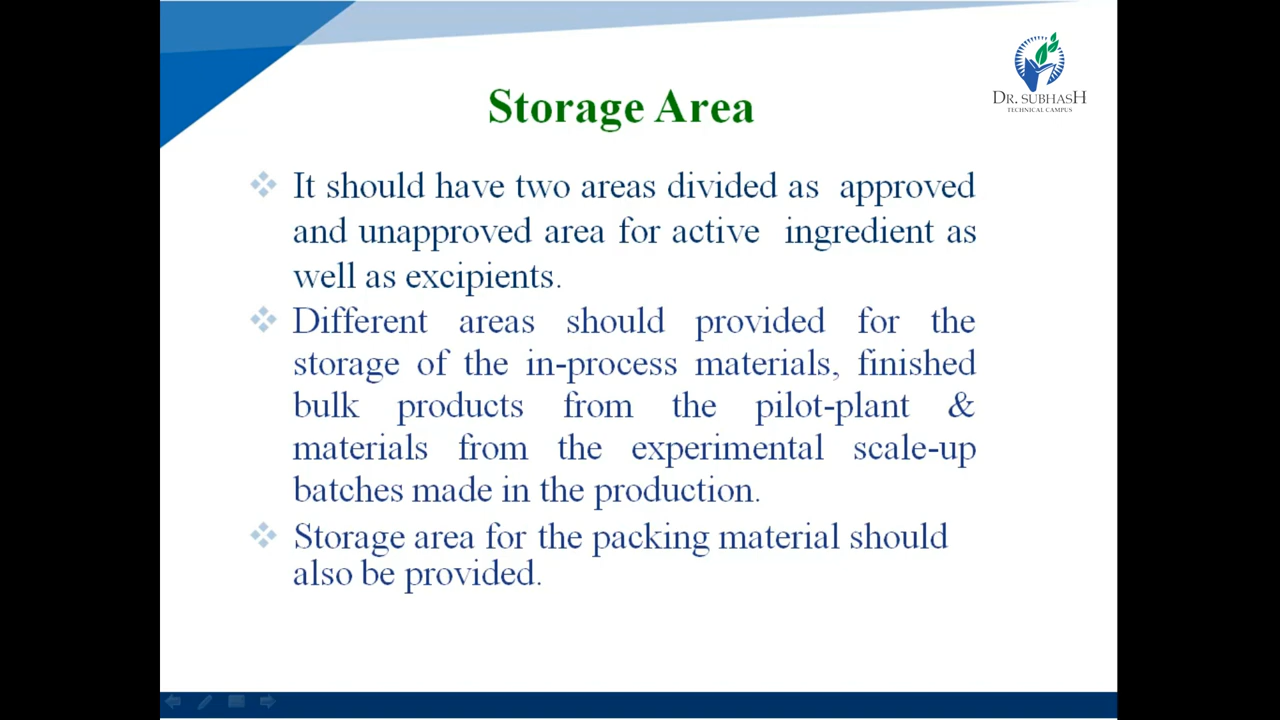 DR. SUBHASH
TECHNICAL CAMPUS
Storage Area
It should have two areas divided as approved
and unapproved area for active ingredient as
well as excipients.
Different areas should provided for the
storage of the in-process materials, finished
bulk products from the pilot-plant &
materials from the experimental scale-up
batches made in the production.
Storage area for the packing material should
also be provided.